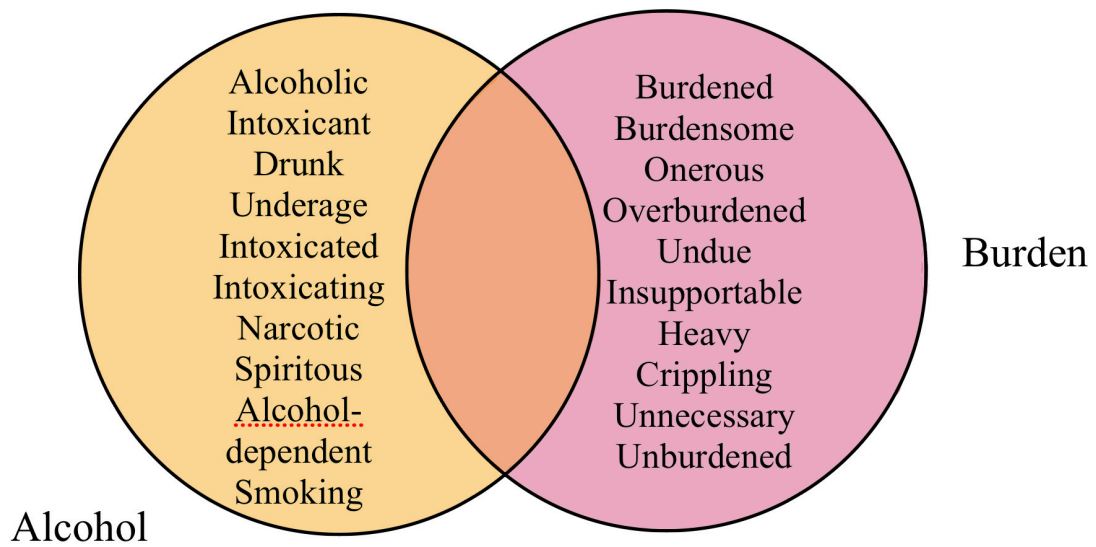 Alcoholic
Intoxicant
Drunk
Underage
Intoxicated
Intoxicating
Narcotic
Spiritous
Alcohol-
dependent
Smoking
Alcohol
Burdened
Burdensome
Onerous
Overburdened
Undue
Insupportable
Heavy
Crippling
Unnecessary
Unburdened
Burden